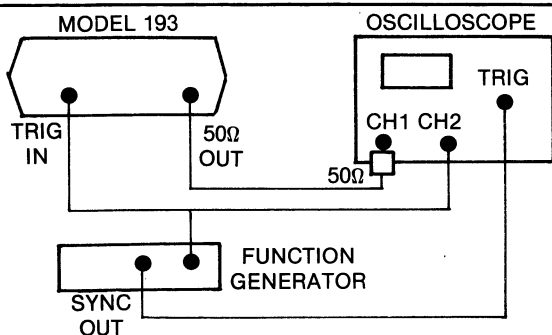 MODEL 193
OSCILLOSCOPE
TRIG
IN
50Ω
OUT
TRIG
CH1 CH2
50Ω
FUNCTION
GENERATOR
SYNC
OUT